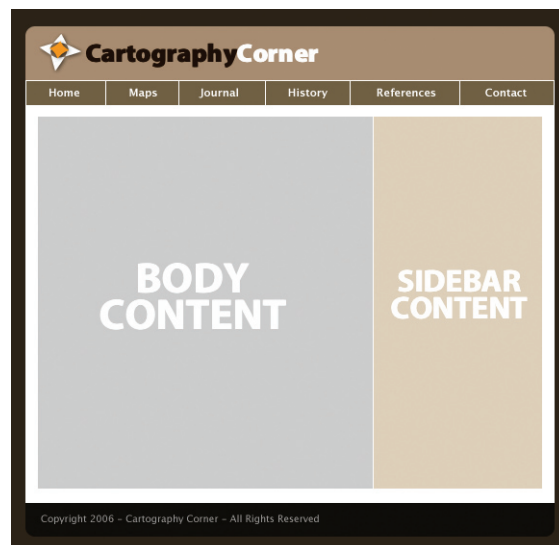 CartographyCorner
Home Maps Journal History References Contact
BODY
CONTENT
SIDEBAR
CONTENT
Copyright 2006 – Cartography Corner – All Rights Reserved